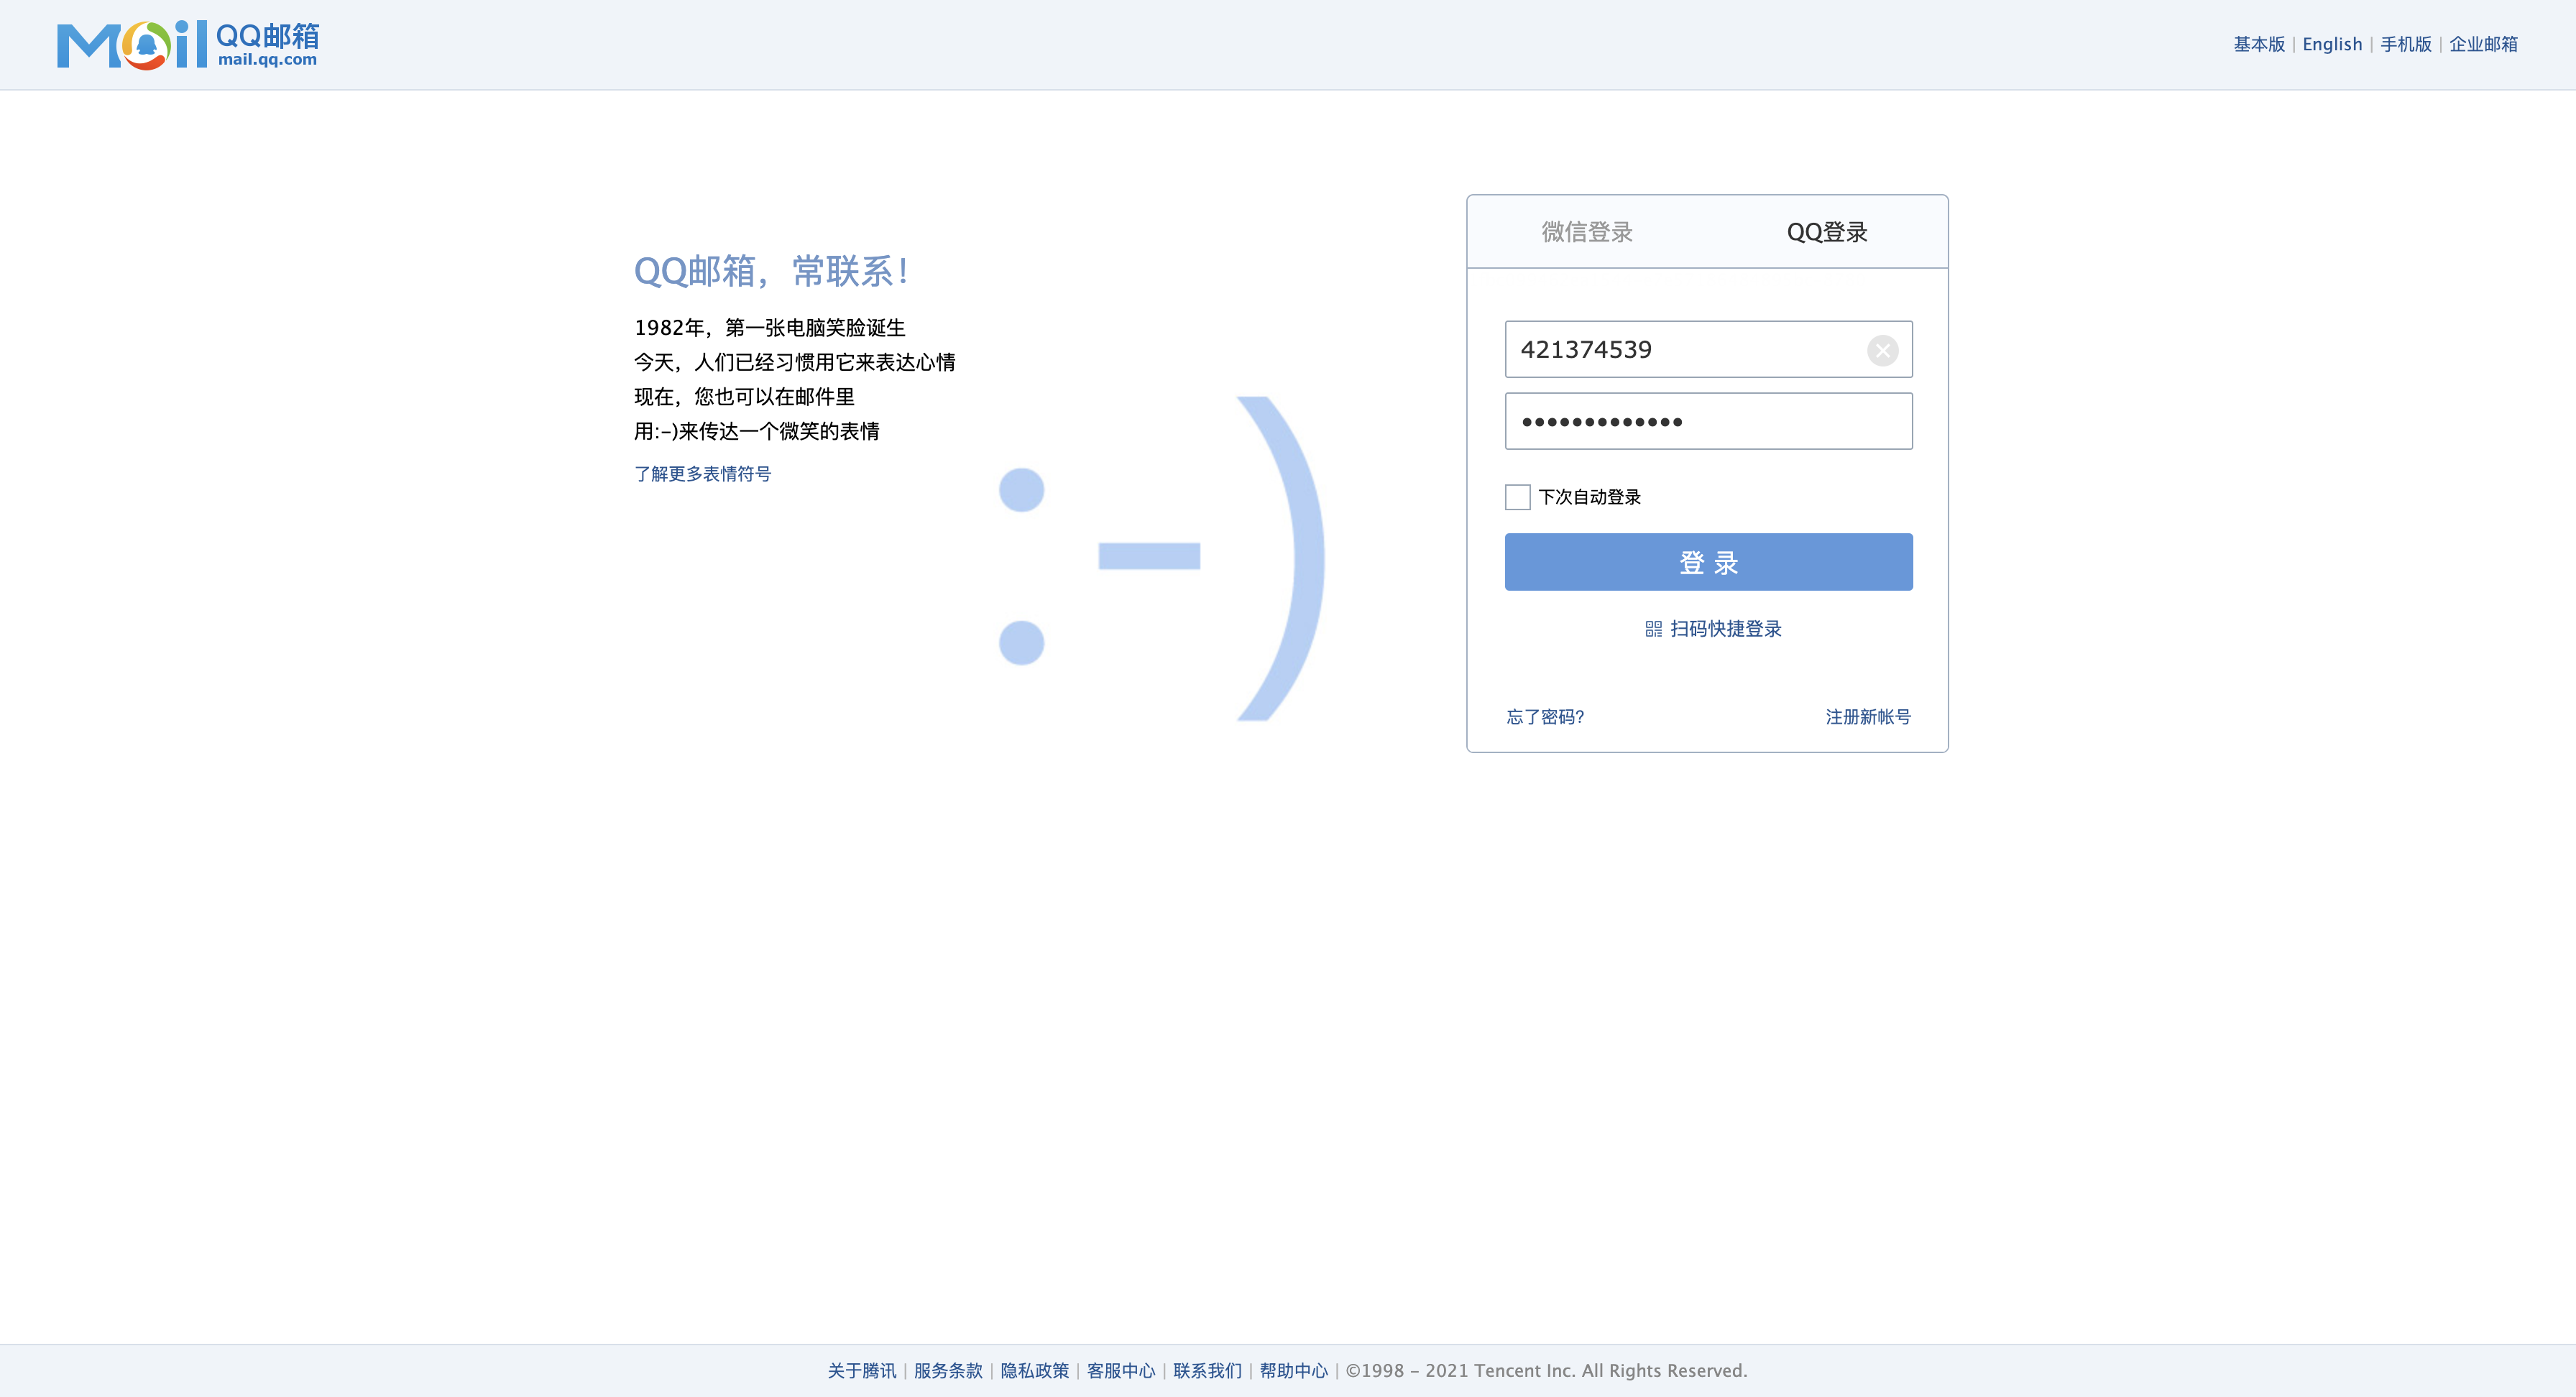 Mail QQ邮箱
mail.qq.com
基本版 | English | 手机版 | 企业邮箱
QQ邮箱，常联系！
1982年，第一张电脑笑脸诞生
今天，人们已经习惯用它来表达心情
现在，您也可以在邮件里
用:-)来传达一个微笑的表情
了解更多表情符号
:-)
微信登录 QQ登录
421374539
•••••••••••••
下次自动登录
登 录
扫码快捷登录
忘了密码? 注册新帐号
关于腾讯 | 服务条款 | 隐私政策 | 客服中心 | 联系我们 | 帮助中心 | ©1998 - 2021 Tencent Inc. All Rights Reserved.